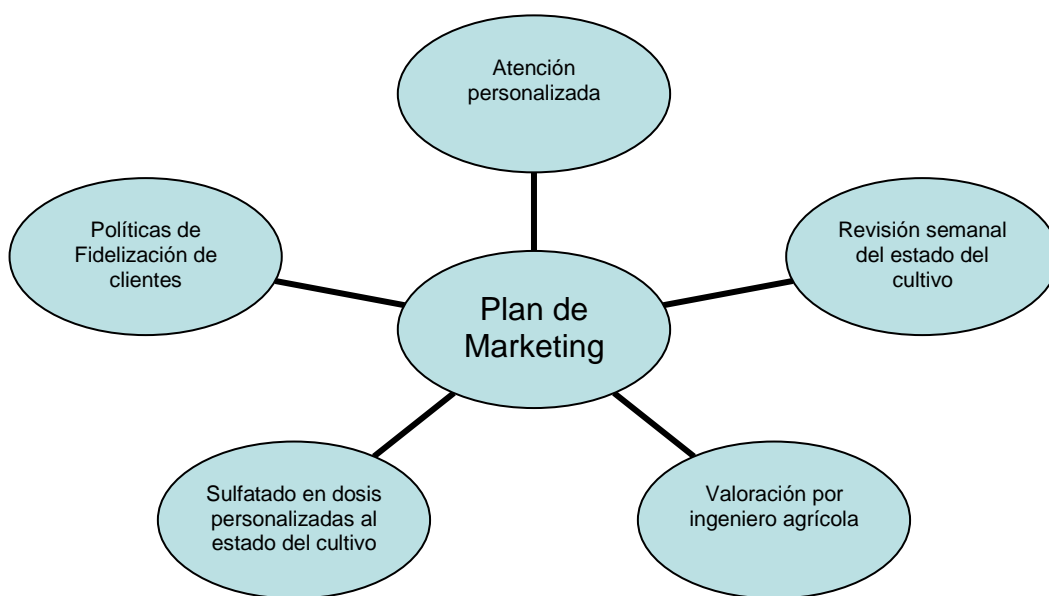 Atención
personalizada
Políticas de
Fidelización de
clientes
Revisión semanal
del estado del
cultivo
Plan de
Marketing
Sulfatado en dosis
personalizadas al
estado del cultivo
Valoración por
ingeniero agrícola